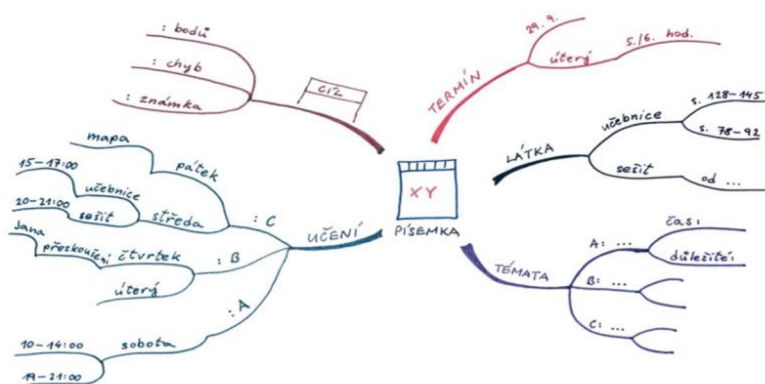 : bodů
: chyb
: známka
CÍL
TERMÍN
29. 9.
úterý
5./6. hod.
LÁTKA
učebnice
s. 128–145
s. 78–92
sešit
od ...
XY
PÍSEMKA
TÉMATA
A: ...
čas:
důležité:
B: ...
C: ...
UČENÍ
: C
pátek
mapa
středa
učebnice
15–17:00
sešit
20–21:00
: B
čtvrtek
přezkoušení
Jana
úterý
: A
sobota
10–14:00
19–21:00